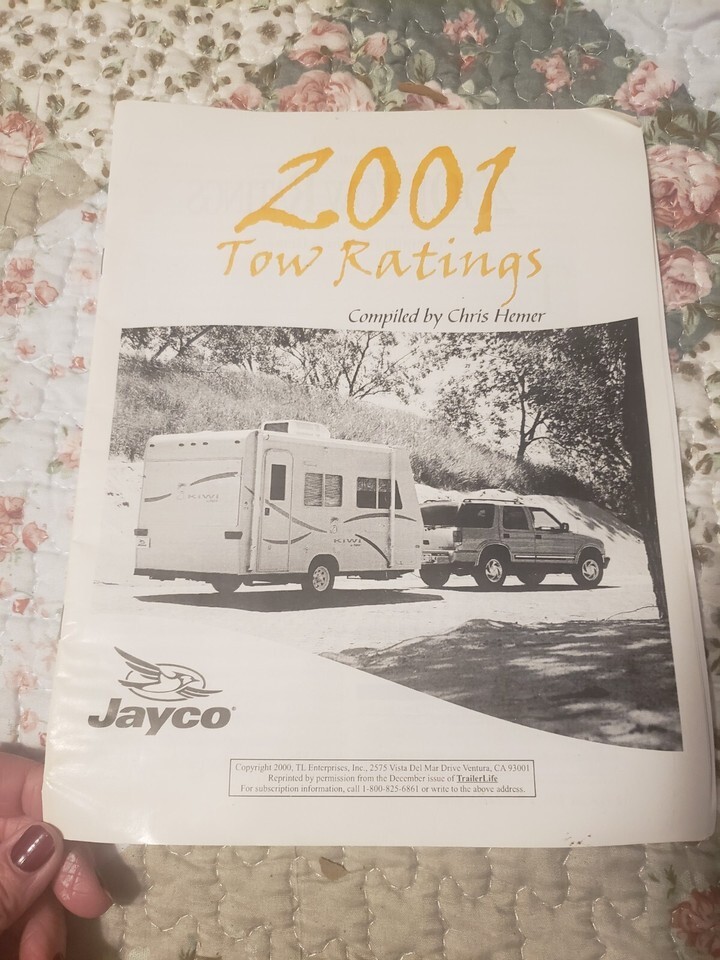 2001
Tow Ratings
Compiled by Chris Hemer
KIWI
KIWI
Jayco
Copyright 2000, TL Enterprises, Inc., 2575 Vista Del Mar Drive Ventura, CA 93001
Reprinted by permission from the December issue of TrailerLife
For subscription information, call 1-800-825-6861 or write to the above address.